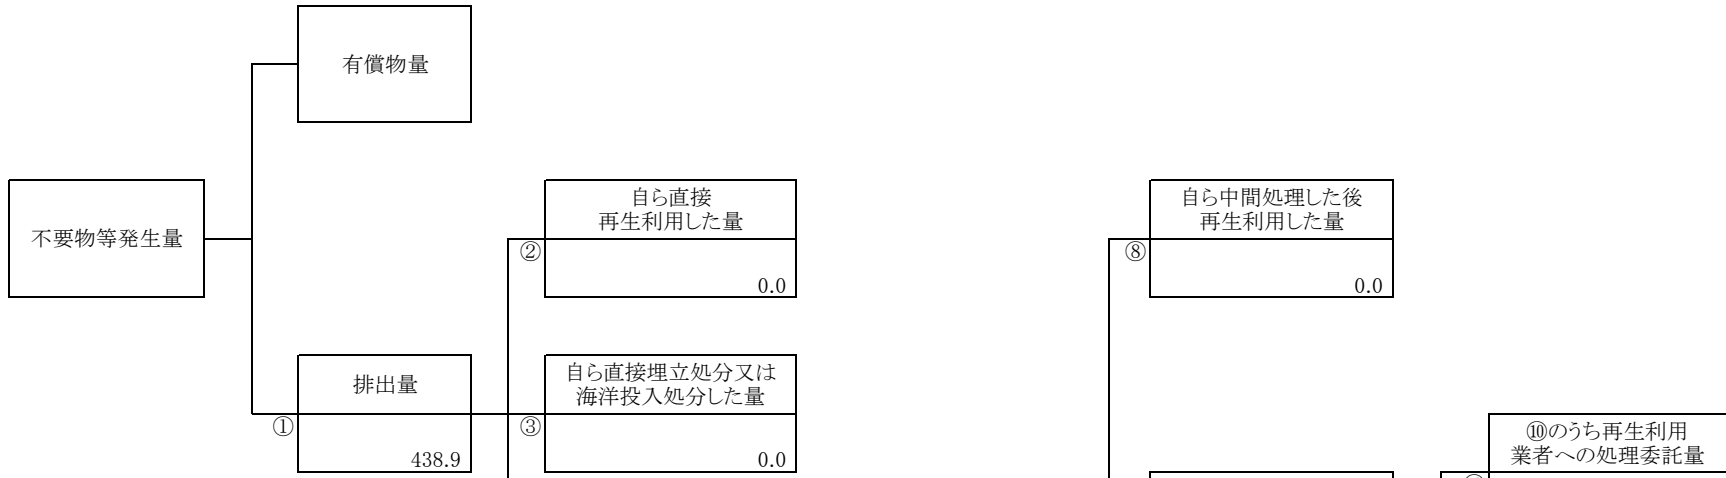 有償物量
不要物等発生量
自ら直接
再生利用した量
②
0.0
自ら中間処理した後
再生利用した量
⑧
0.0
排出量
①
438.9
自ら直接埋立処分又は
海洋投入処分した量
③
0.0
⑩のうち再生利用
業者への処理委託量